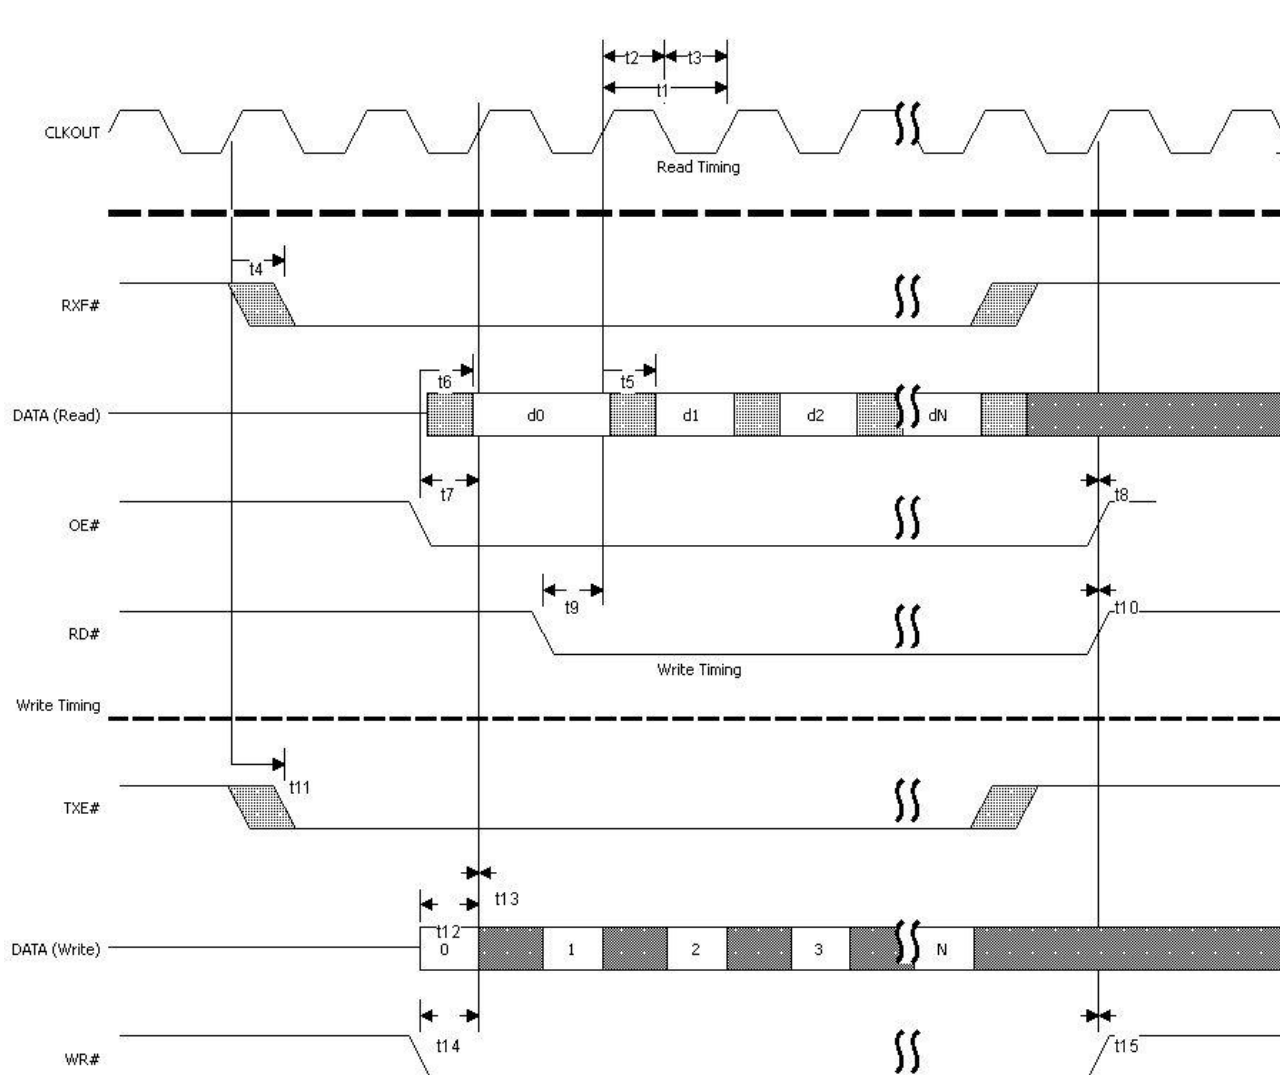 t2 t3
t1
CLKOUT
Read Timing
t4
RXF#
t6 t5
DATA (Read) d0 d1 d2 dN
t7 t8
OE#
t9 t10
RD#
Write Timing
Write Timing
t11
TXE#
t13
t12
DATA (Write) 0 1 2 3 N
t14 t15
WR#